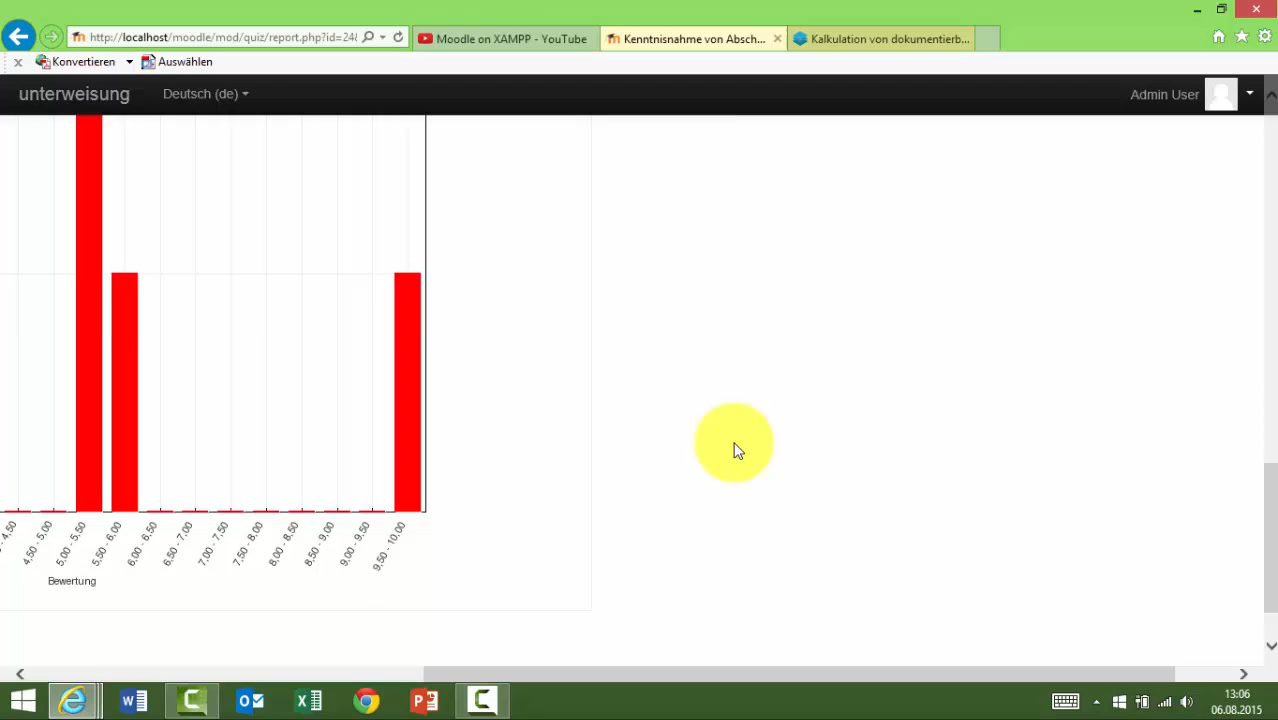 http://localhost/moodle/mod/quiz/report.php?id=24
Moodle on XAMPP - YouTube
Kenntnisnahme von Absch...
Kalkulation von dokumentierb...
Konvertieren
Auswählen
unterweisung
Deutsch (de)
Admin User
4,50
4,50 - 5,00
5,00 - 5,50
5,50 - 6,00
6,00 - 6,50
6,50 - 7,00
7,00 - 7,50
7,50 - 8,00
8,00 - 8,50
8,50 - 9,00
9,00 - 9,50
9,50 - 10,00
Bewertung
13:06
06.08.2015